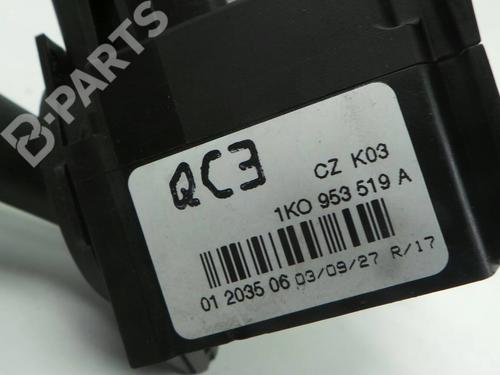 B-PARTS
QC3
CZ K03
1K0 953 519 A
01 2035 06 03/09/27 R/17